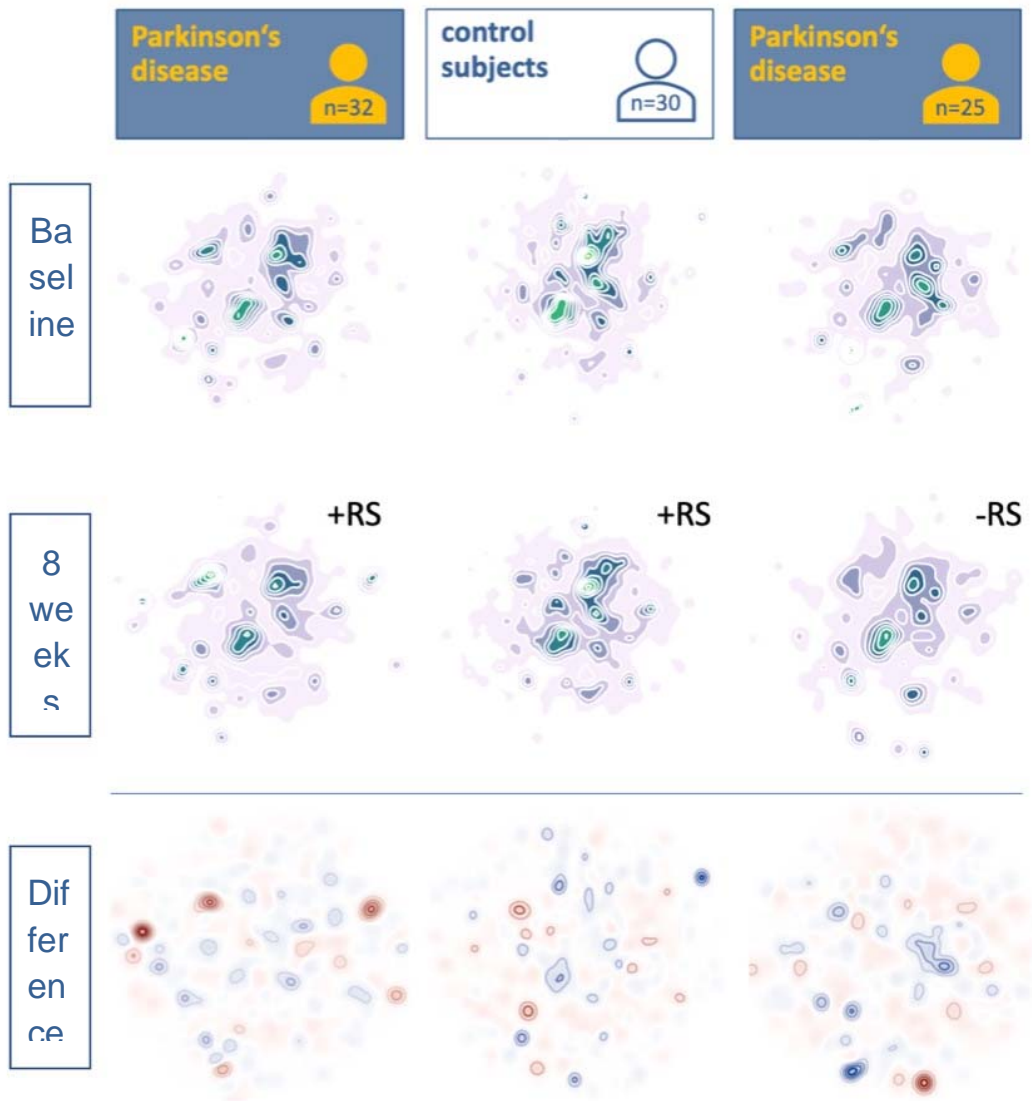 Parkinson's
disease
n=32
control
subjects
n=30
Parkinson's
disease
n=25
Ba
sel
ine
+RS
+RS
-RS
8
we
ek
s
Dif
fer
en
ce